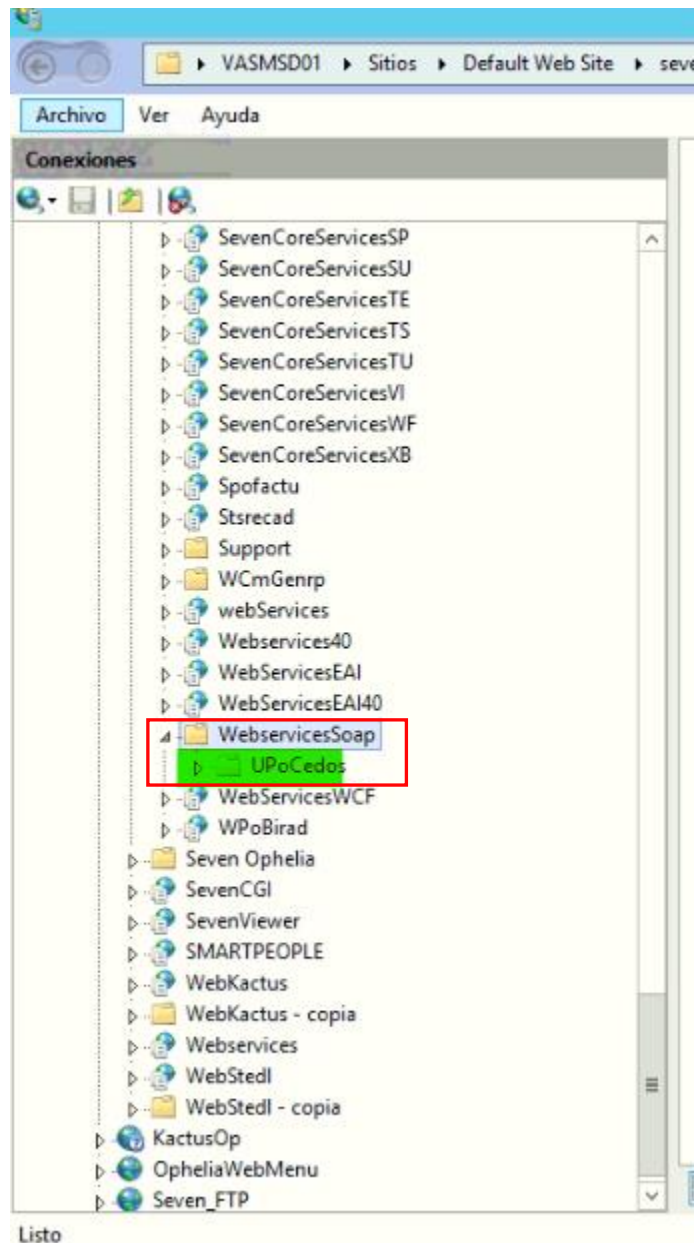 VASMSD01 Sitios Default Web Site seve
Archivo Ver Ayuda
Conexiones
SevenCoreServicesSP
SevenCoreServicesSU
SevenCoreServicesTE
SevenCoreServicesTS
SevenCoreServicesTU
SevenCoreServicesVI
SevenCoreServicesWF
SevenCoreServicesXB
Spofactu
Stsrecad
Support
WCmGenrp
webServices
Webservices40
WebServicesEAI
WebServicesEAI40
WebservicesSoap
UPoCedos
WebServicesWCF
WPoBirad
Seven Ophelia
SevenCGI
SevenViewer
SMARTPEOPLE
WebKactus
WebKactus - copia
Webservices
WebStedI
WebStedI - copia
KactusOp
OpheliaWebMenu
Seven_FTP
Listo